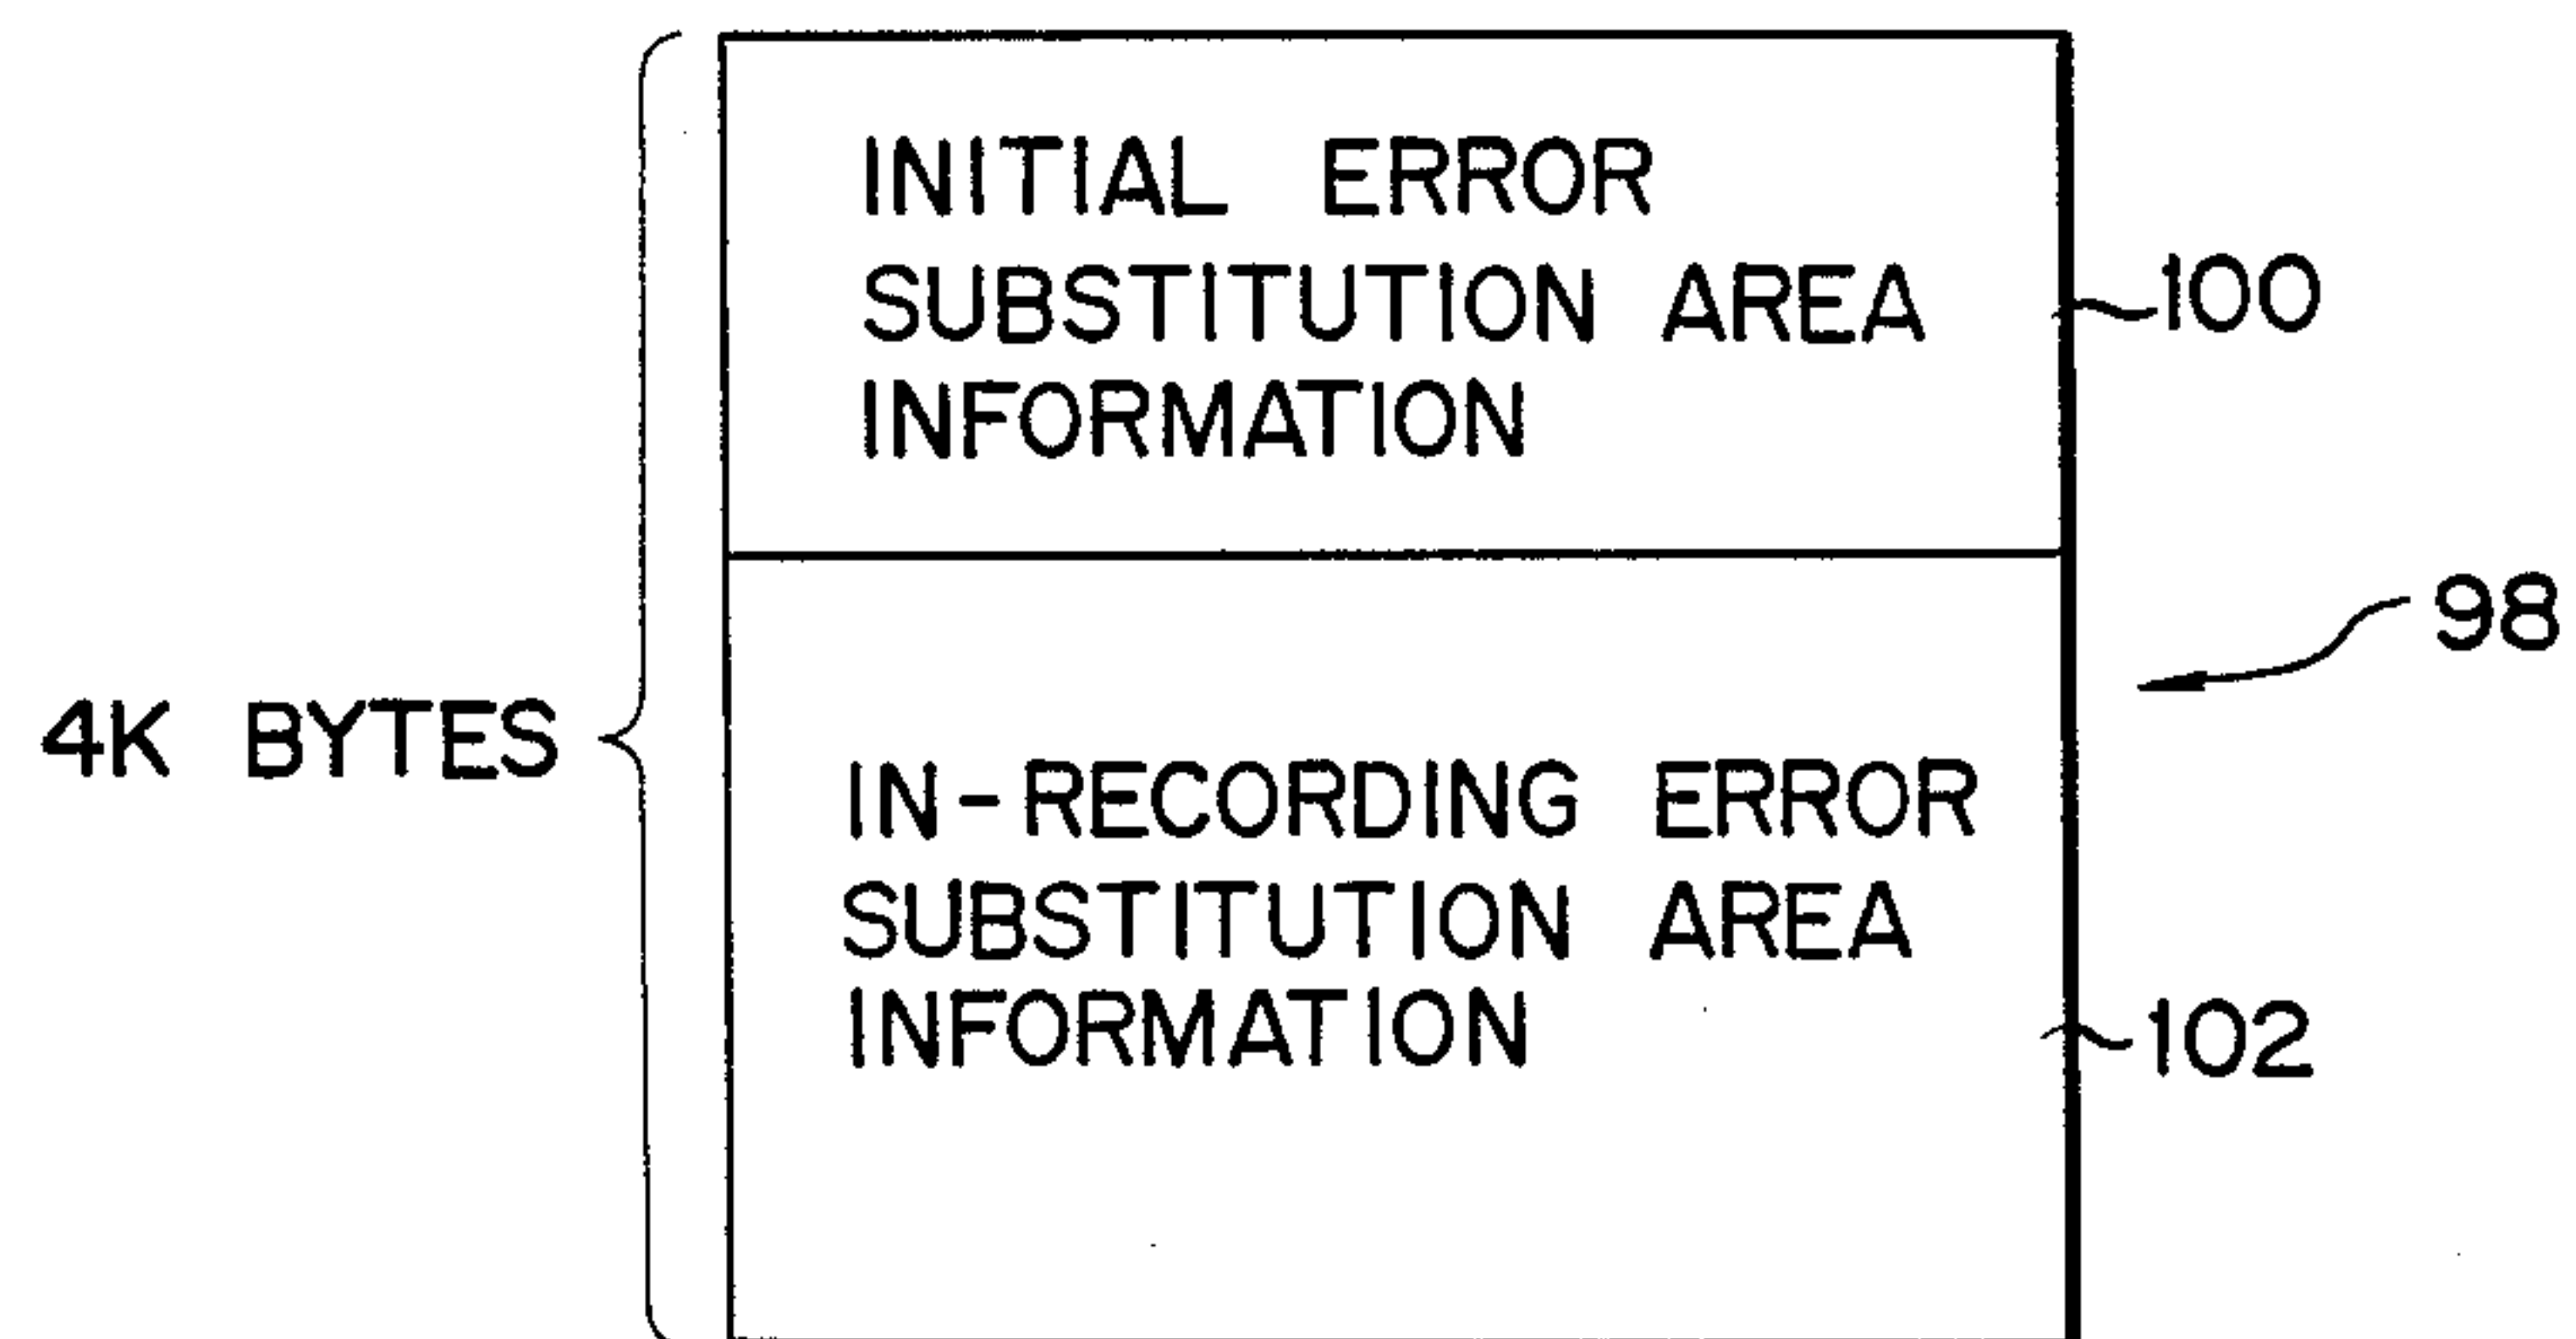 INITIAL ERROR
SUBSTITUTION AREA
INFORMATION
100
98
4K BYTES
IN-RECORDING ERROR
SUBSTITUTION AREA
INFORMATION
102